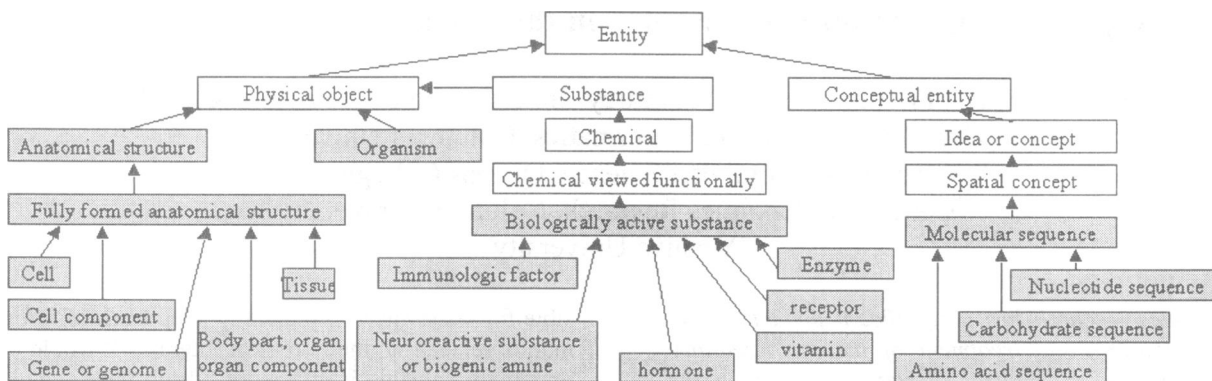 Entity
Physical object
Substance
Conceptual entity
Anatomical structure
Organism
Chemical
Idea or concept
Chemical viewed functionally
Spatial concept
Fully formed anatomical structure
Biologically active substance
Molecular sequence
Cell
Tissue
Immunologic factor
Enzyme
Nucleotide sequence
Cell component
receptor
Carbohydrate sequence
Gene or genome
Body part, organ,
organ component
Neuroreactive substance
or biogenic amine
hormone
vitamin
Amino acid sequence